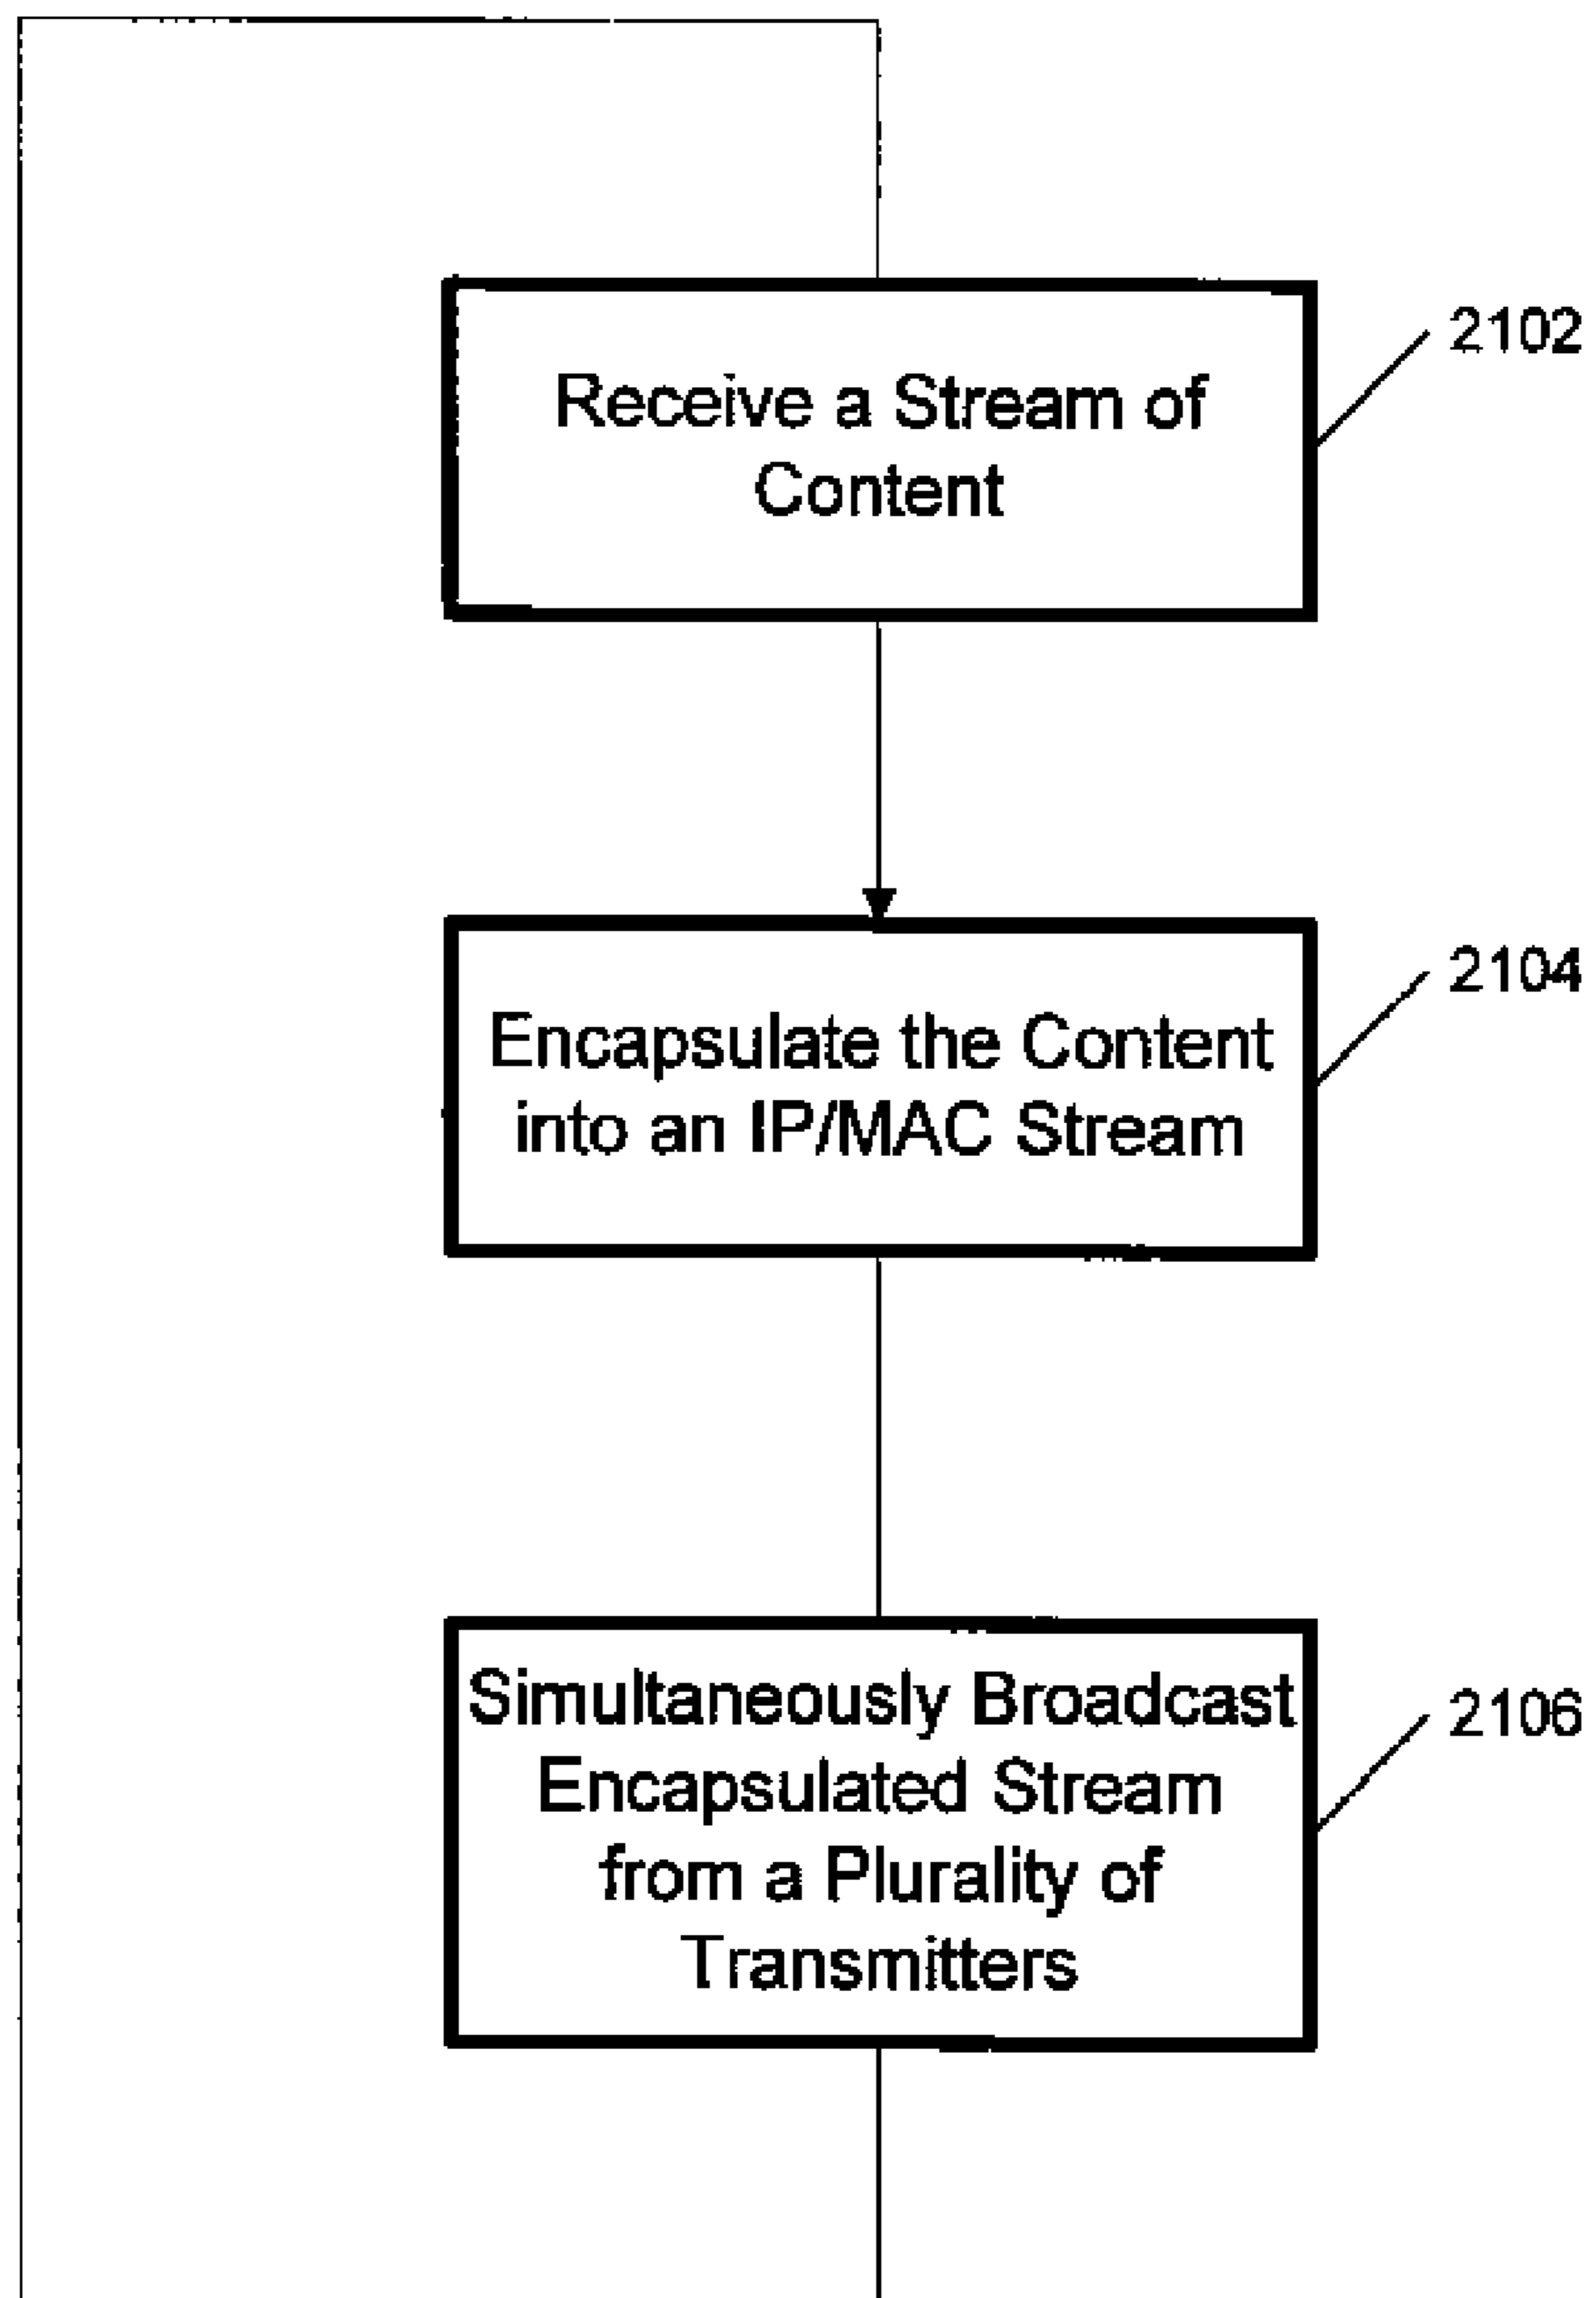 2102
Receive a Stream of
Content
2104
Encapsulate the Content
into an IP/MAC Stream
2106
Simultaneously Broadcast
Encapsulated Stream
from a Plurality of
Transmitters